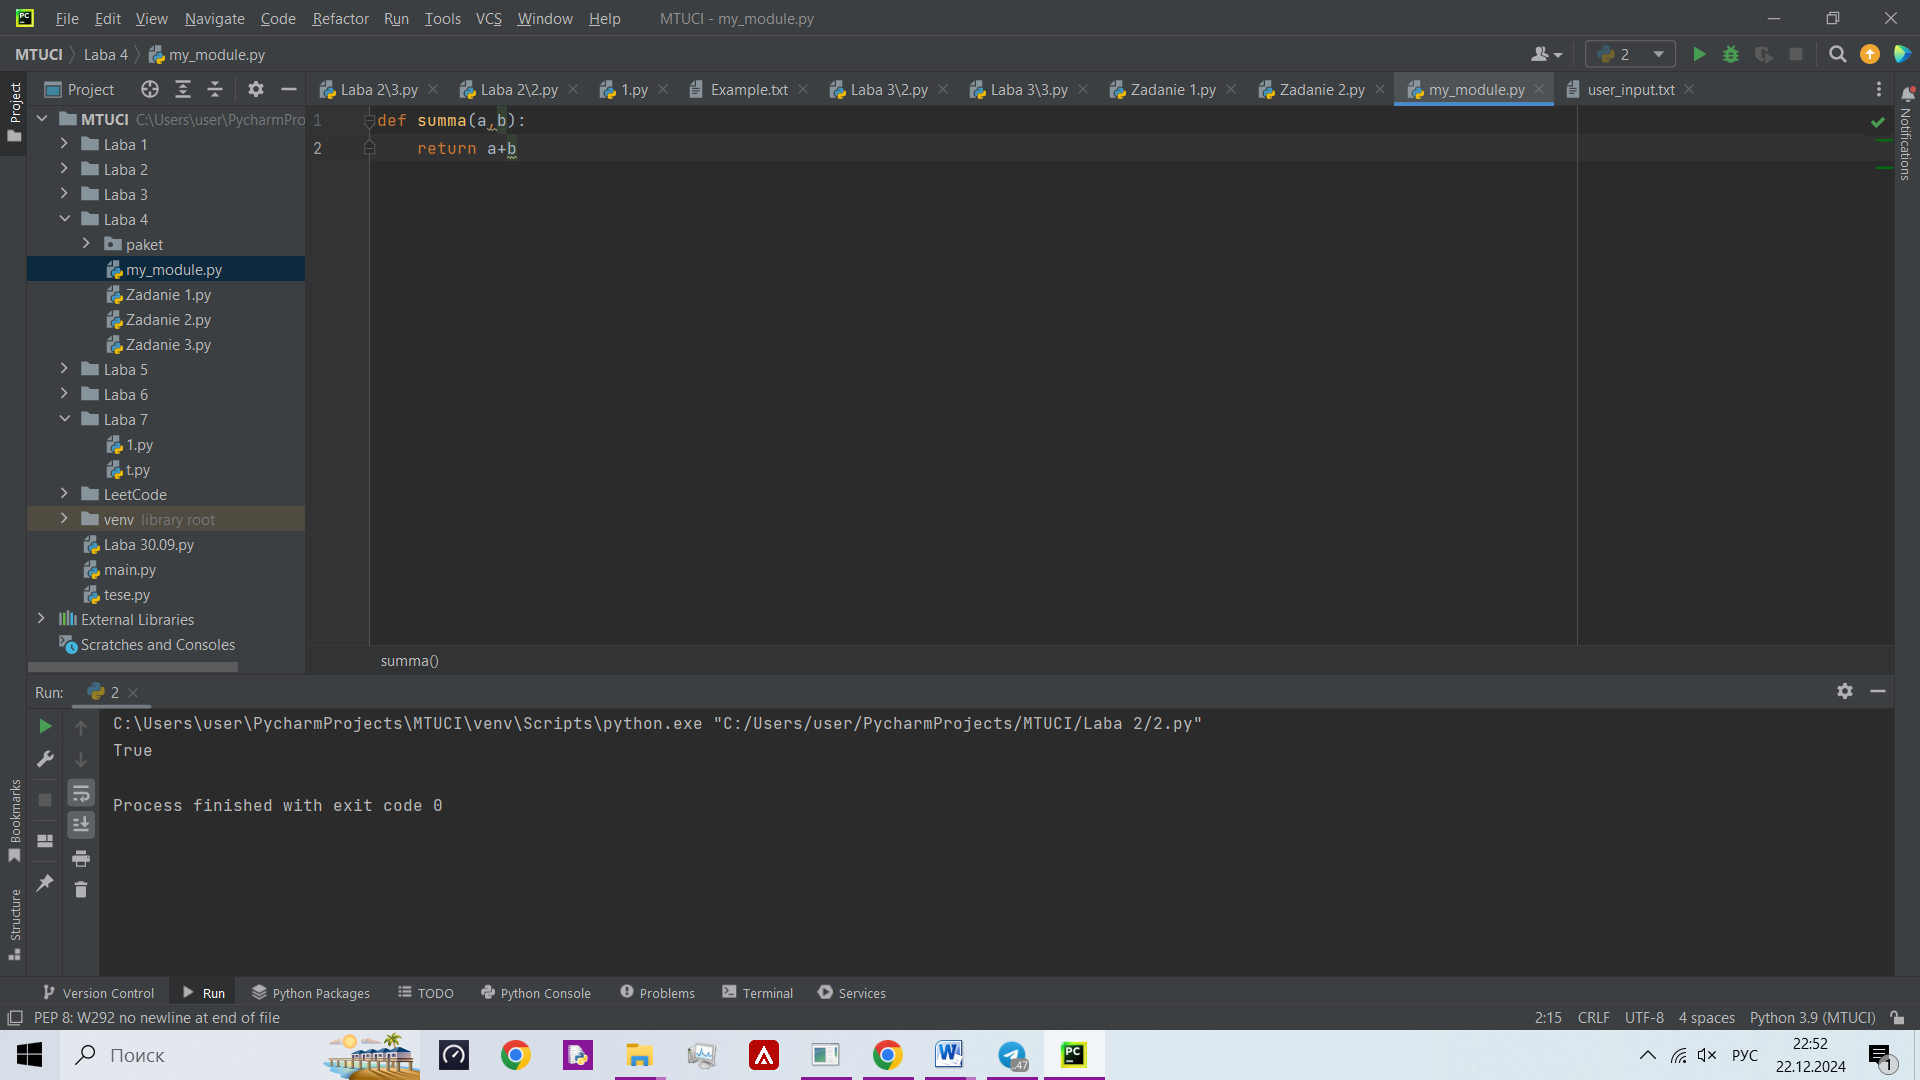 File Edit View Navigate Code Refactor Run Tools VCS Window Help MTUCI - my_module.py
MTUCI Laba 4 my_module.py 2
Project Laba 2\3.py Laba 2\2.py 1.py Example.txt Laba 3\2.py Laba 3\3.py Zadanie 1.py Zadanie 2.py my_module.py user_input.txt
Project
Notifications
MTUCI C:\Users\user\PycharmPro
Laba 1
Laba 2
Laba 3
Laba 4
paket
my_module.py
Zadanie 1.py
Zadanie 2.py
Zadanie 3.py
Laba 5
Laba 6
Laba 7
1.py
t.py
LeetCode
venv library root
Laba 30.09.py
main.py
tese.py
External Libraries
Scratches and Consoles
1 def summa(a,b):
2 return a+b
summa()
Run: 2
C:\Users\user\PycharmProjects\MTUCI\venv\Scripts\python.exe "C:/Users/user/PycharmProjects/MTUCI/Laba 2/2.py"
True
Process finished with exit code 0
Bookmarks
Structure
Version Control Run Python Packages TODO Python Console Problems Terminal Services
PEP 8: W292 no newline at end of file 2:15 CRLF UTF-8 4 spaces Python 3.9 (MTUCI)
Поиск 47 РУС 22:52
22.12.2024 1